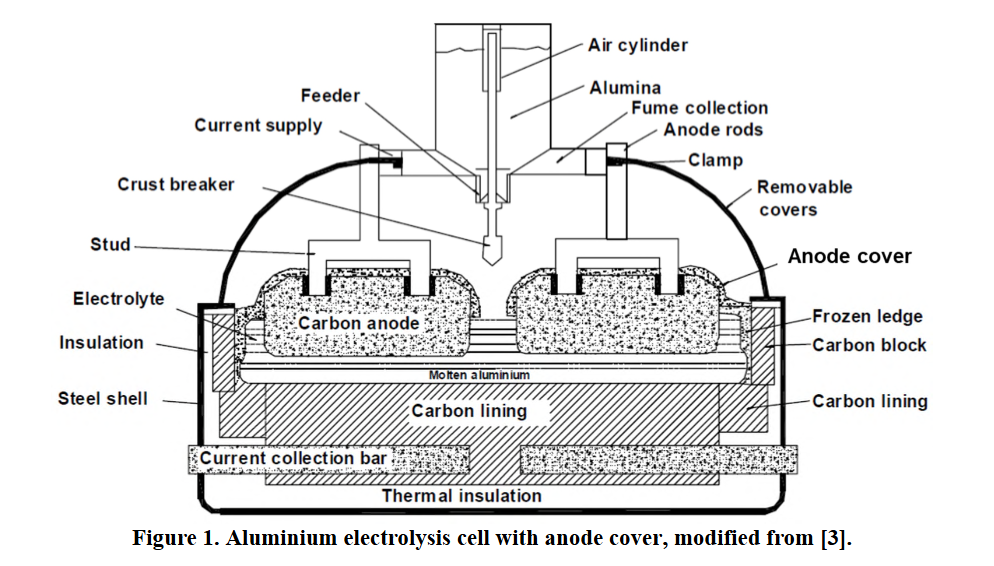 Air cylinder
Feeder
Alumina
Current supply
Fume collection
Anode rods
Clamp
Crust breaker
Removable
covers
Stud
Anode cover
Electrolyte
Carbon anode
Frozen ledge
Insulation
Carbon block
Molten aluminium
Steel shell
Carbon lining
Carbon lining
Current collection bar
Thermal insulation
Figure 1. Aluminium electrolysis cell with anode cover, modified from [3].